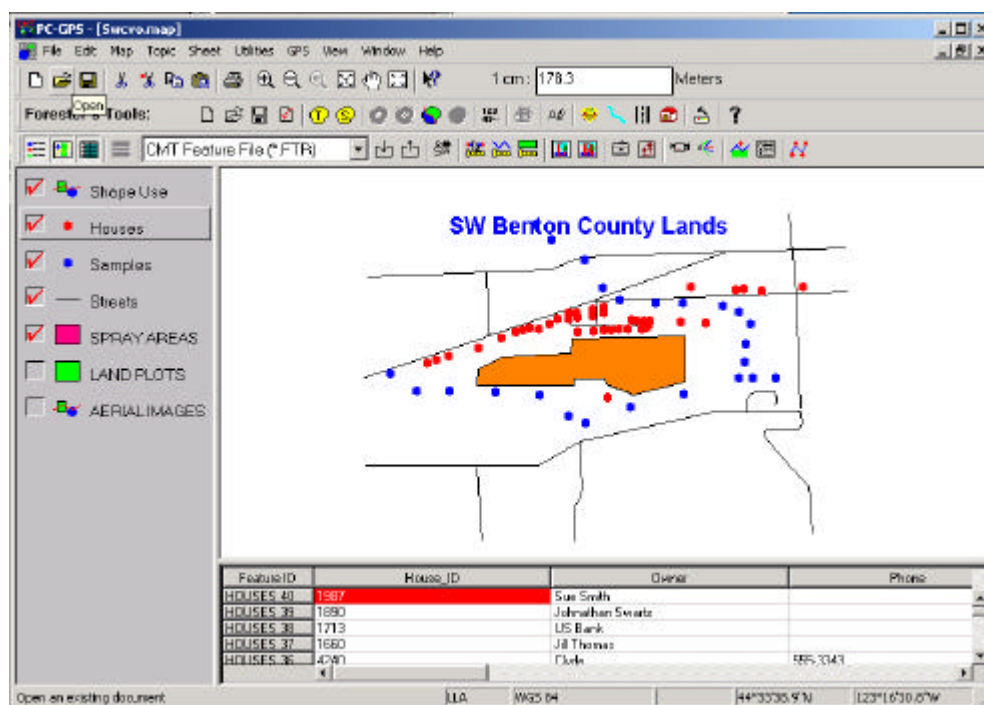 PC-GPS - [Swcvo.map]
File Edit Map Topic Sheet Utilities GPS View Window Help
1 cm: 178.3 Meters
Open
Forester's Tools:
CMT Feature File (*.FTR)
Shape Use
Houses
Samples
Streets
SPRAY AREAS
LAND PLOTS
AERIAL IMAGES
SW Benton County Lands
Feature ID House_ID Owner Phone
HOUSES 40 1987 Sue Smith
HOUSES 39 1890 Johnathan Swartz
HOUSES 38 1713 US Bank
HOUSES 37 1660 Jill Thomas
HOUSES 36 4240 Clyde 555-3343
Open an existing document LLA WGS 84 44°33'38.9"N 123°16'30.8"W